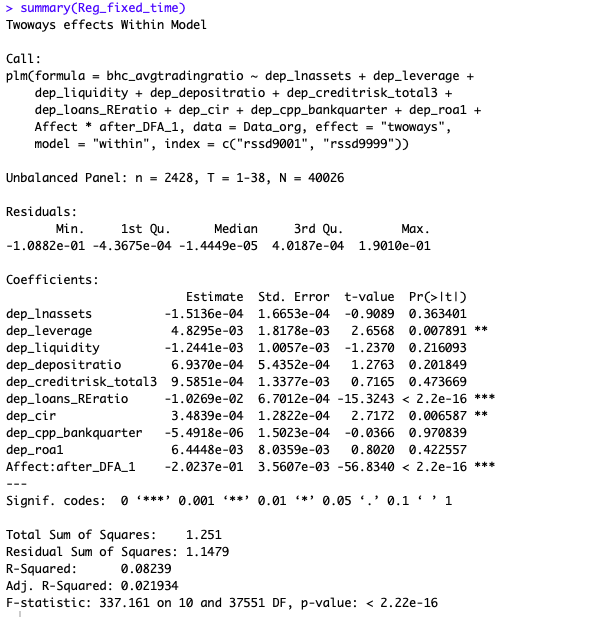 > summary(Reg_fixed_time)
Twoways effects Within Model
Call:
plm(formula = bhc_avgtradingratio ~ dep_lnassets + dep_leverage +
dep_liquidity + dep_depositratio + dep_creditrisk_total3 +
dep_loans_REratio + dep_cir + dep_cpp_bankquarter + dep_roa1 +
Affect * after_DFA_1, data = Data_org, effect = "twoways",
model = "within", index = c("rssd9001", "rssd9999"))
Unbalanced Panel: n = 2428, T = 1-38, N = 40026
Residuals:
Min. 1st Qu. Median 3rd Qu. Max.
-1.0882e-01 -4.3675e-04 -1.4449e-05 4.0187e-04 1.9010e-01
Coefficients:
Estimate Std. Error t-value Pr(>|t|)
dep_lnassets -1.5136e-04 1.6653e-04 -0.9089 0.363401
dep_leverage 4.8295e-03 1.8178e-03 2.6568 0.007891 **
dep_liquidity -1.2441e-03 1.0057e-03 -1.2370 0.216093
dep_depositratio 6.9370e-04 5.4352e-04 1.2763 0.201849
dep_creditrisk_total3 9.5851e-04 1.3377e-03 0.7165 0.473669
dep_loans_REratio -1.0269e-02 6.7012e-04 -15.3243 < 2.2e-16 ***
dep_cir 3.4839e-04 1.2822e-04 2.7172 0.006587 **
dep_cpp_bankquarter -5.4918e-06 1.5023e-04 -0.0366 0.970839
dep_roa1 6.4448e-03 8.0359e-03 0.8020 0.422557
Affect:after_DFA_1 -2.0237e-01 3.5607e-03 -56.8340 < 2.2e-16 ***
---
Signif. codes: 0 ‘***’ 0.001 ‘**’ 0.01 ‘*’ 0.05 ‘.’ 0.1 ‘ ’ 1
Total Sum of Squares: 1.251
Residual Sum of Squares: 1.1479
R-Squared: 0.08239
Adj. R-Squared: 0.021934
F-statistic: 337.161 on 10 and 37551 DF, p-value: < 2.22e-16